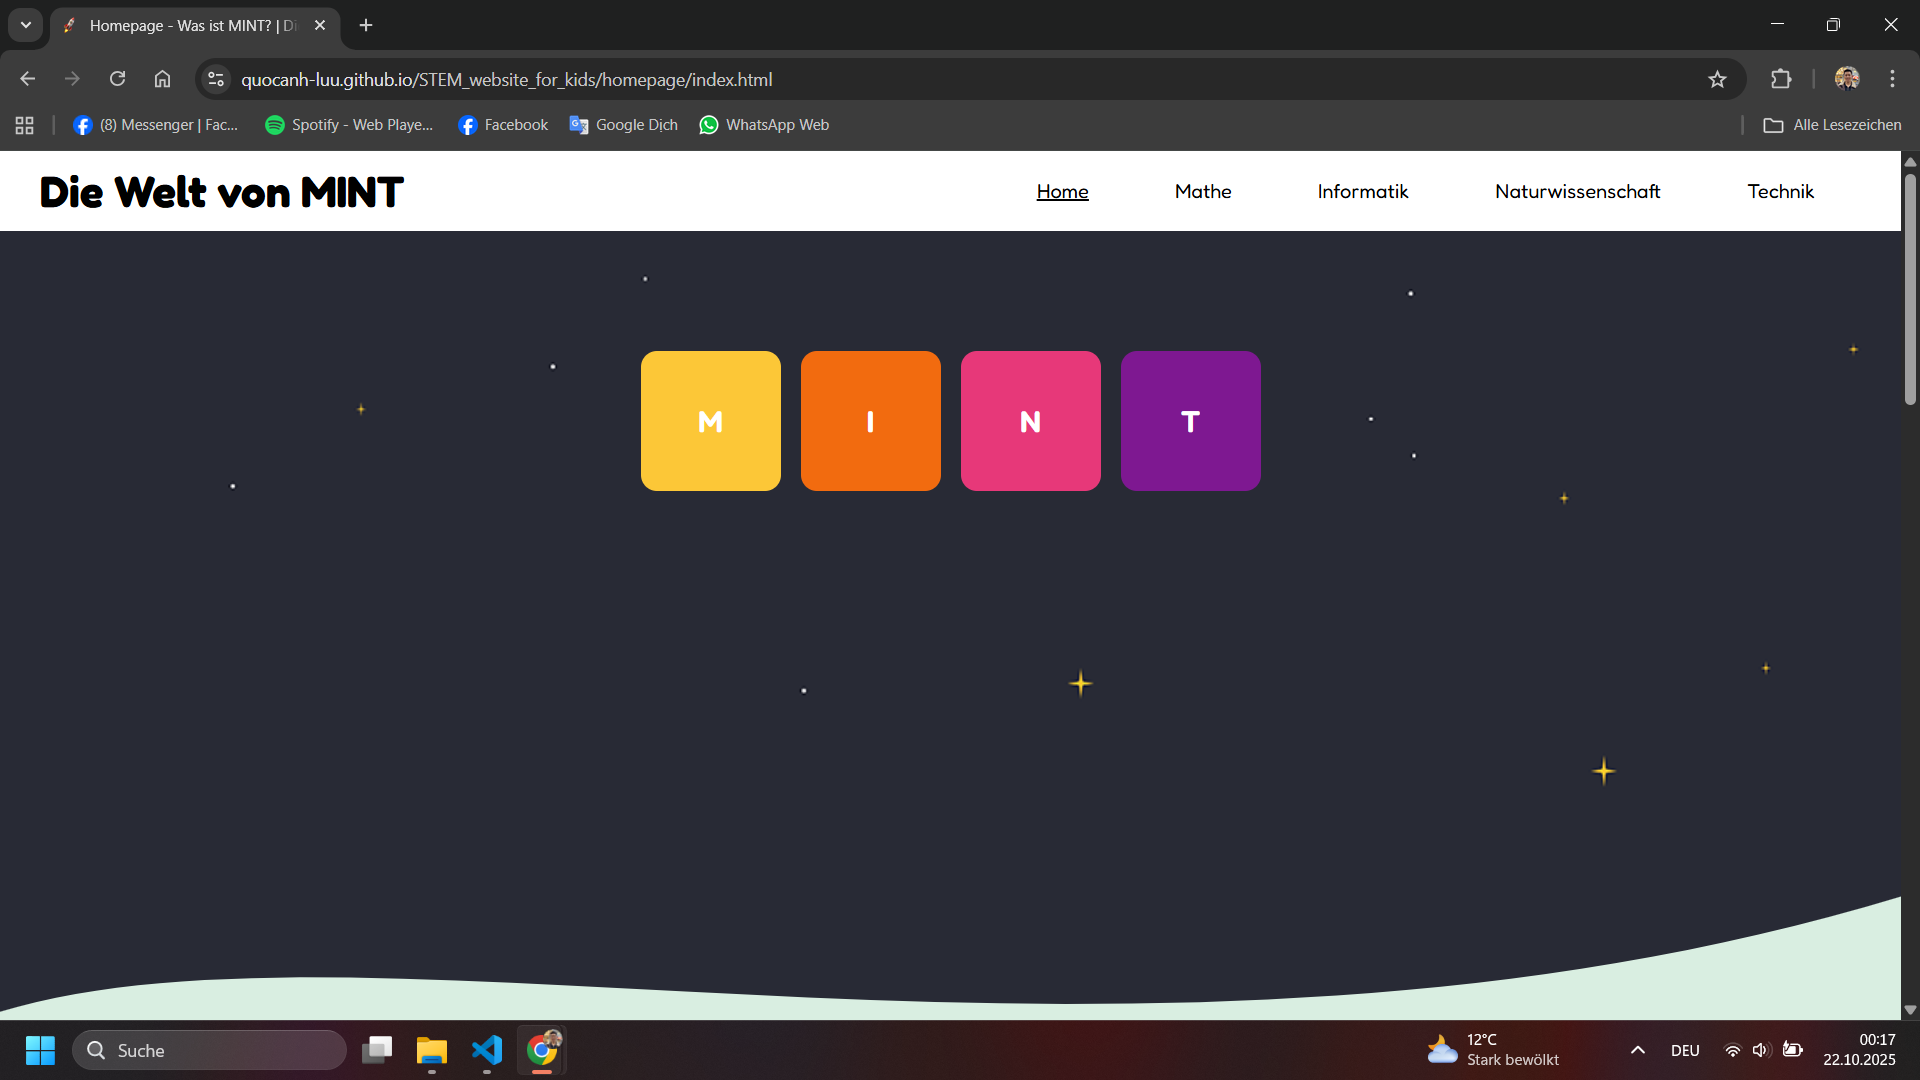 Homepage - Was ist MINT? | Di
quocanh-luu.github.io/STEM_website_for_kids/homepage/index.html
(8) Messenger | Fac...
Spotify - Web Playe...
Facebook
Google Dịch
WhatsApp Web
Alle Lesezeichen
Die Welt von MINT
Home
Mathe
Informatik
Naturwissenschaft
Technik
M
I
N
T
Suche
12°C
Stark bewölkt
DEU
00:17
22.10.2025